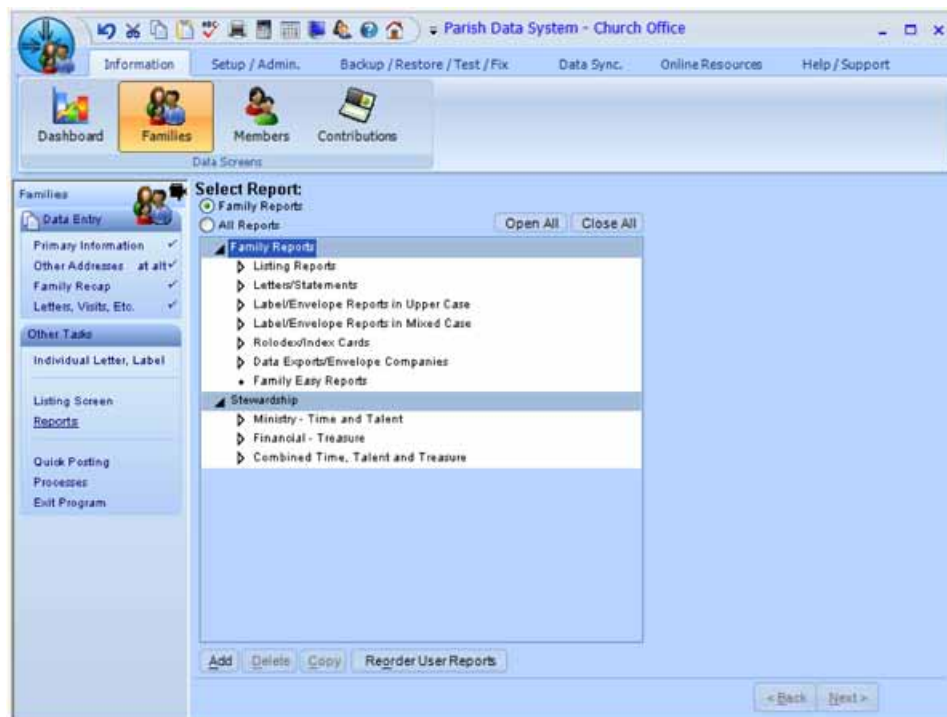 Parish Data System - Church Office
Information Setup / Admin. Backup / Restore / Test / Fix Data Sync. Online Resources Help / Support
Dashboard Families Members Contributions
Data Screens
Families
Data Entry
Primary Information
Other Addresses at alt
Family Recap
Letters, Visits, Etc.
Other Tasks
Individual Letter, Label
Listing Screen
Reports
Quick Posting
Processes
Exit Program
Select Report:
Family Reports
All Reports
Open All Close All
Family Reports
Listing Reports
Letters/Statements
Label/Envelope Reports in Upper Case
Label/Envelope Reports in Mixed Case
Rolodex/Index Cards
Data Exports/Envelope Companies
Family Easy Reports
Stewardship
Ministry - Time and Talent
Financial - Treasure
Combined Time, Talent and Treasure
Add Delete Copy Reorder User Reports
< Back Next >